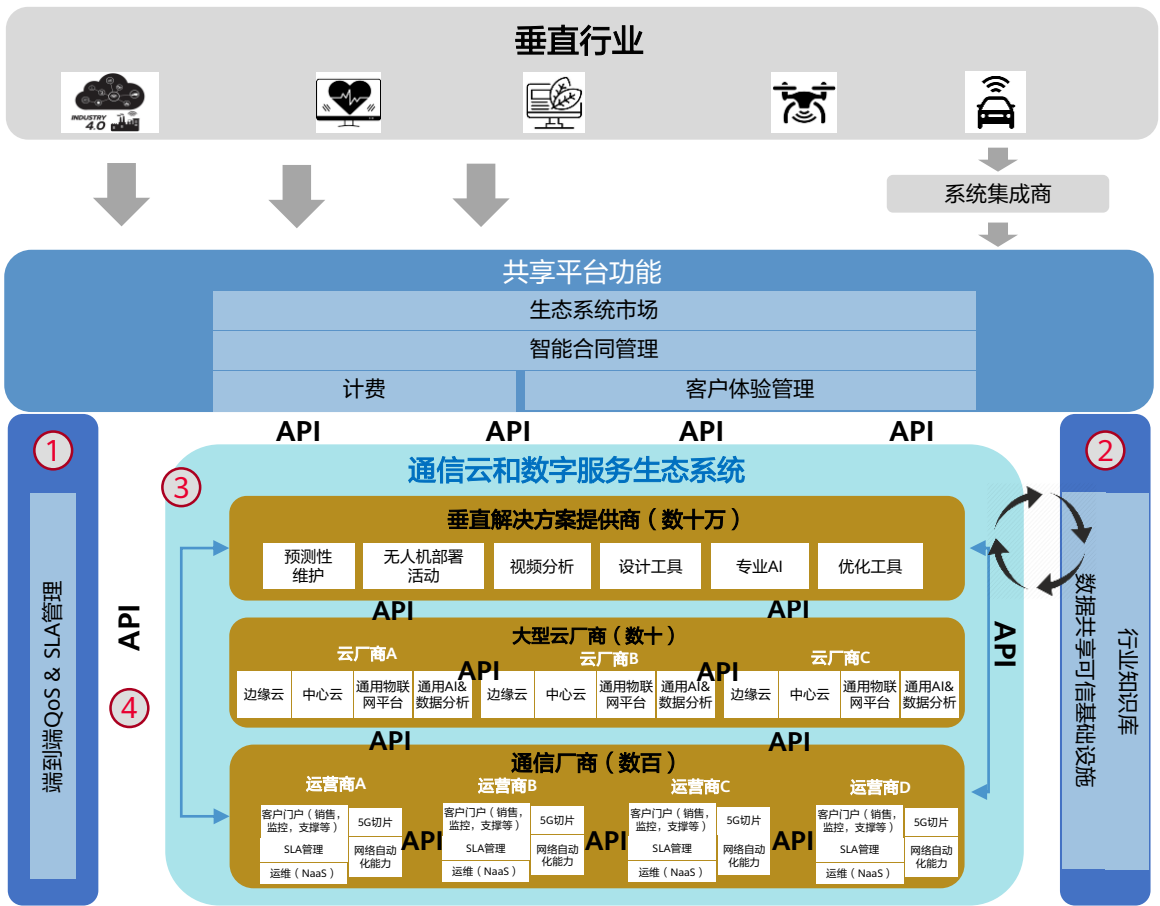 垂直行业
INDUSTRY
4.0
系统集成商
共享平台功能
生态系统市场
智能合同管理
计费
客户体验管理
API
API
API
API
1
2
3
4
端到端QoS & SLA管理
API
通信云和数字服务生态系统
垂直解决方案提供商（数十万）
预测性
维护
无人机部署
活动
视频分析
设计工具
专业AI
优化工具
API
API
大型云厂商（数十）
云厂商A
API
云厂商B
API
云厂商C
边缘云
中心云
通用物联
网平台
通用AI&
数据分析
边缘云
中心云
通用物联
网平台
通用AI&
数据分析
边缘云
中心云
通用物联
网平台
通用AI&
数据分析
API
API
通信厂商（数百）
运营商A
客户门户（销售，
监控，支撑等）
SLA管理
运维（NaaS）
5G切片
网络自动
化能力
API
运营商B
客户门户（销售，
监控，支撑等）
SLA管理
运维（NaaS）
5G切片
网络自动
化能力
API
运营商C
客户门户（销售，
监控，支撑等）
SLA管理
运维（NaaS）
5G切片
网络自动
化能力
API
运营商D
客户门户（销售，
监控，支撑等）
SLA管理
运维（NaaS）
5G切片
网络自动
化能力
API
数据共享可信基础设施
行业知识库